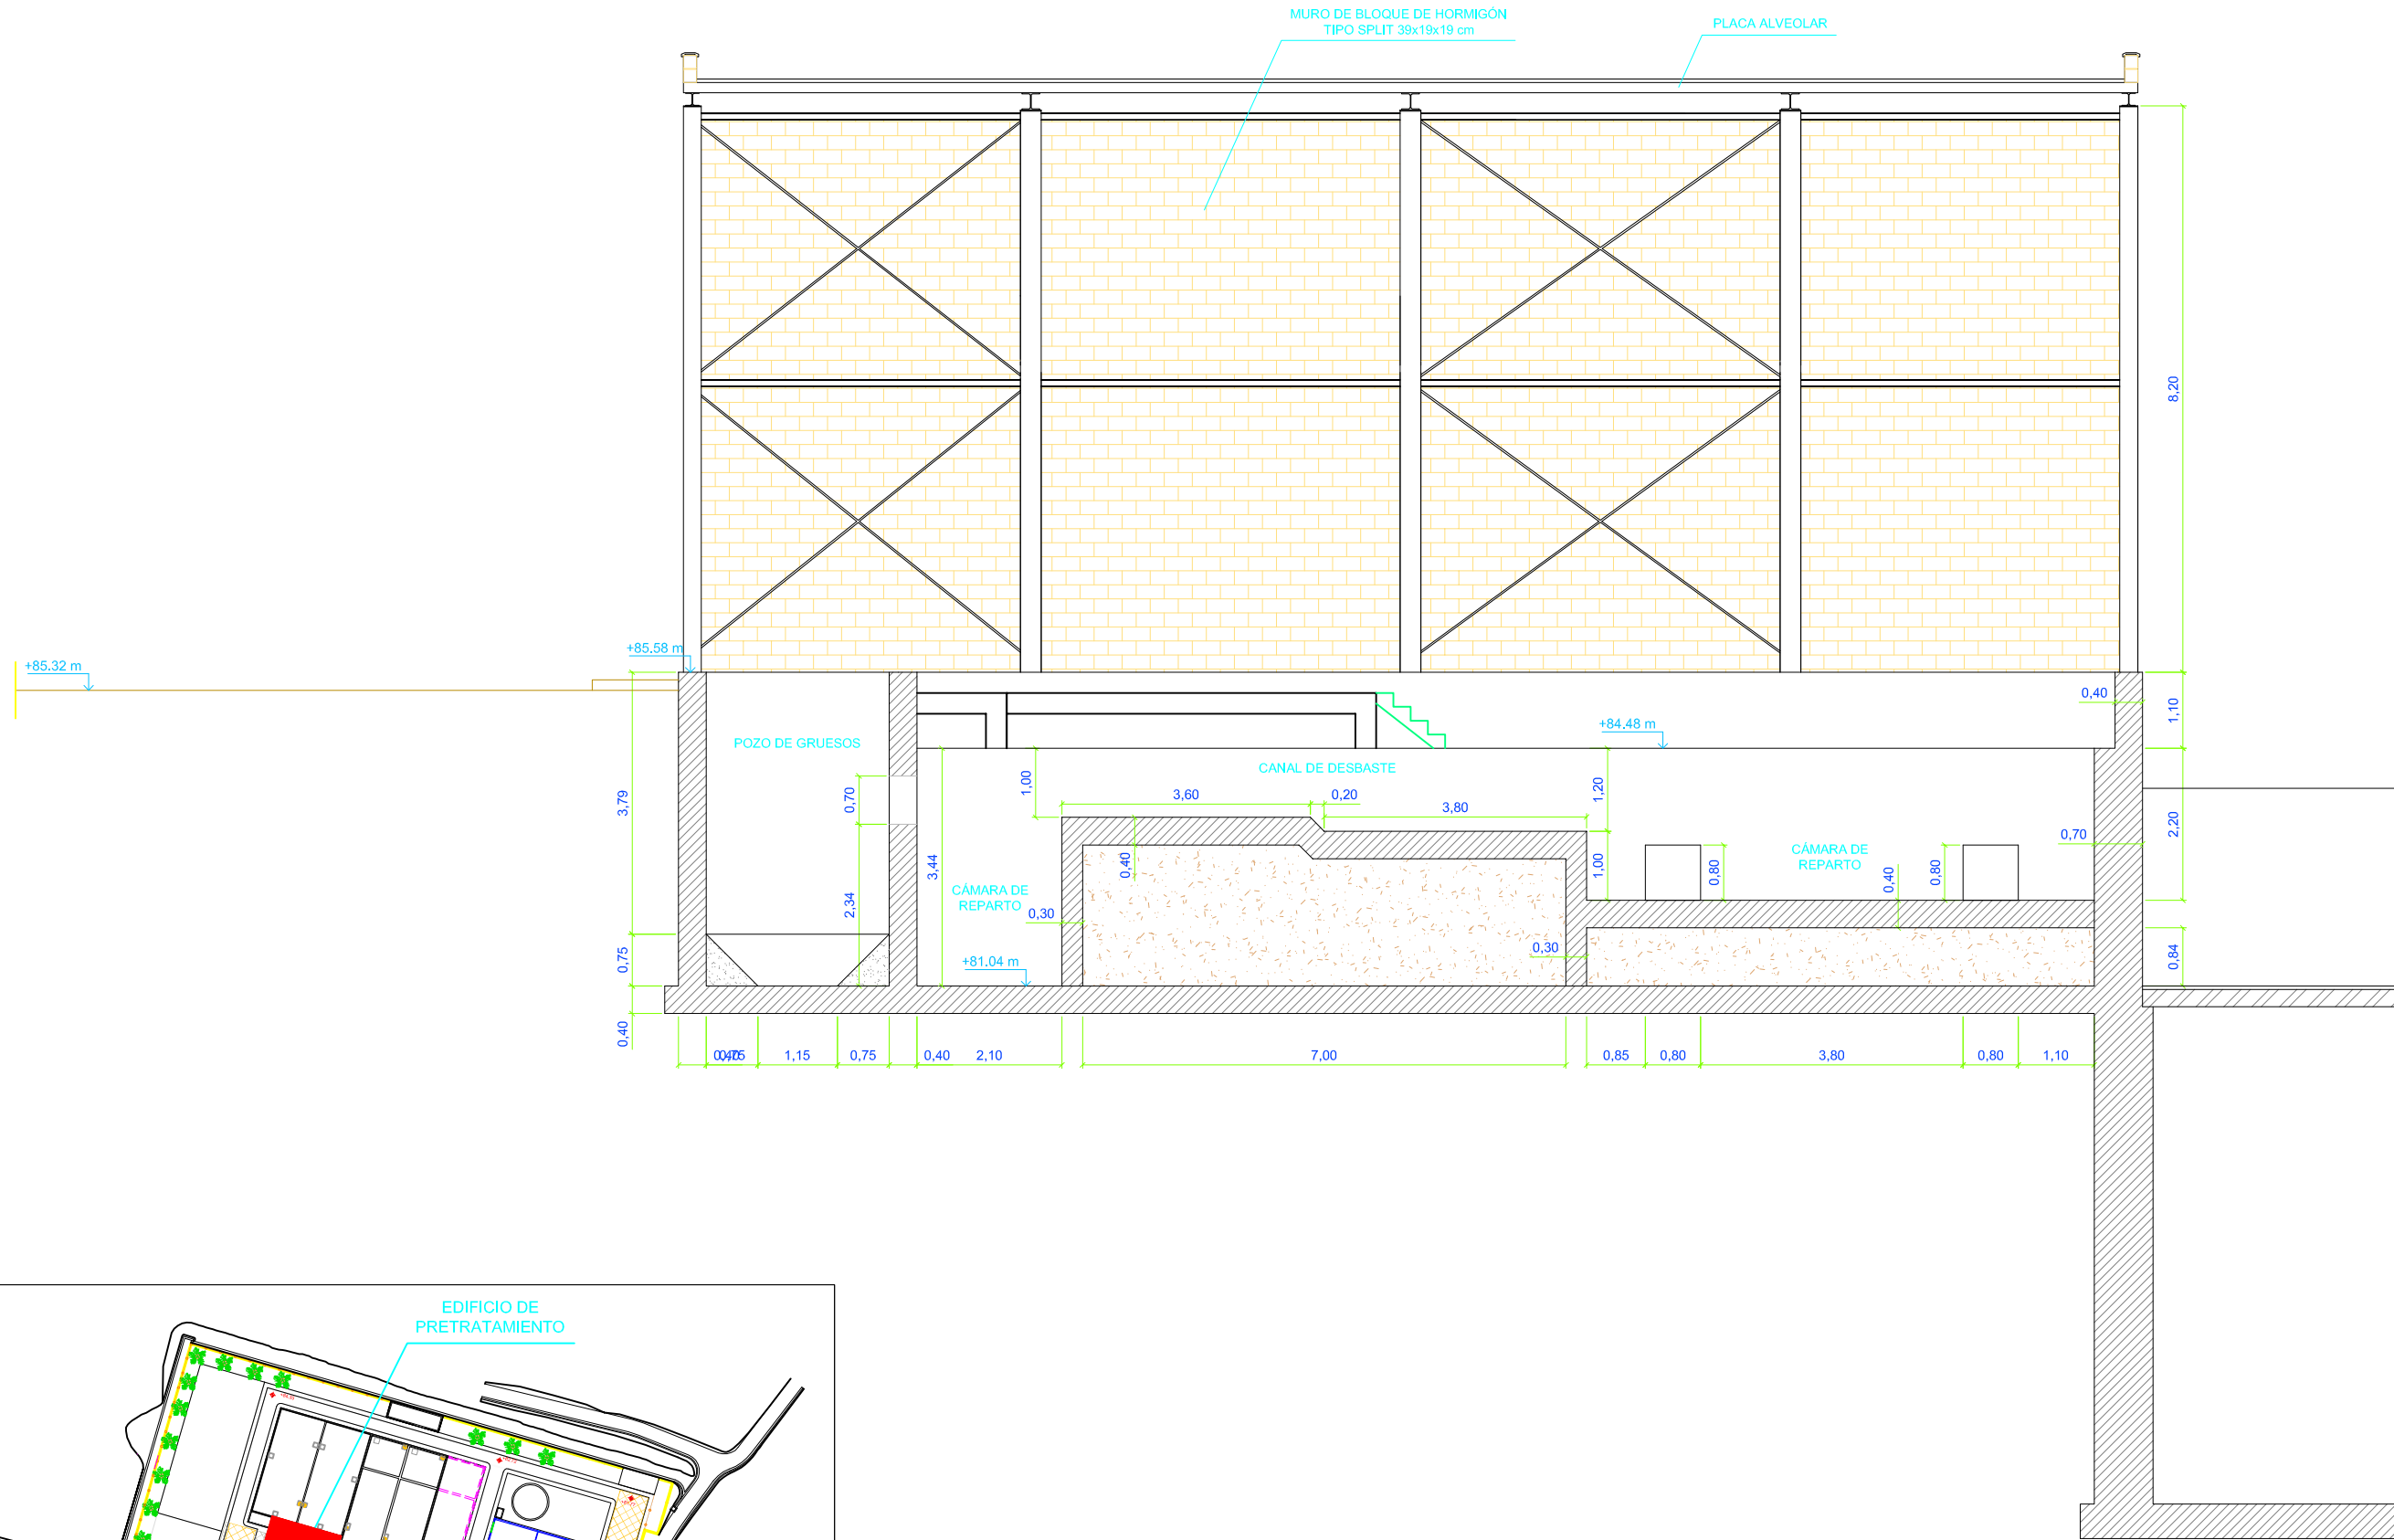 MURO DE BLOQUE DE HORMIGÓN
TIPO SPLIT 39x19x19 cm
PLACA ALVEOLAR
8,20
+85.58 m
+85.32 m
0,40
1,10
+84.48 m
POZO DE GRUESOS
CANAL DE DESBASTE
3,79
0,70
1,00
3,60
0,20
3,80
1,20
2,20
0,70
3,44
0,40
1,00
0,80
CÁMARA DE
REPARTO
0,40
0,80
2,34
CÁMARA DE
REPARTO
0,30
0,30
0,75
+81.04 m
0,84
0,40
0,40
0,75
1,15
0,75
0,40
2,10
7,00
0,85
0,80
3,80
0,80
1,10
EDIFICIO DE
PRETRATAMIENTO